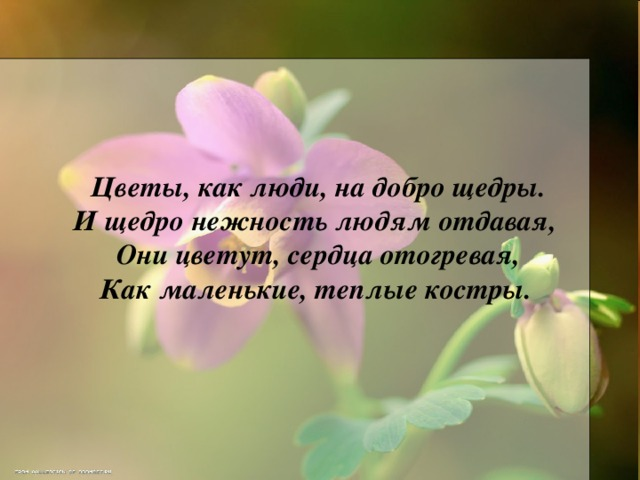 Цветы, как люди, на добро щедры.
И щедро нежность людям отдавая,
Они цветут, сердца отогревая,
Как маленькие, теплые костры.